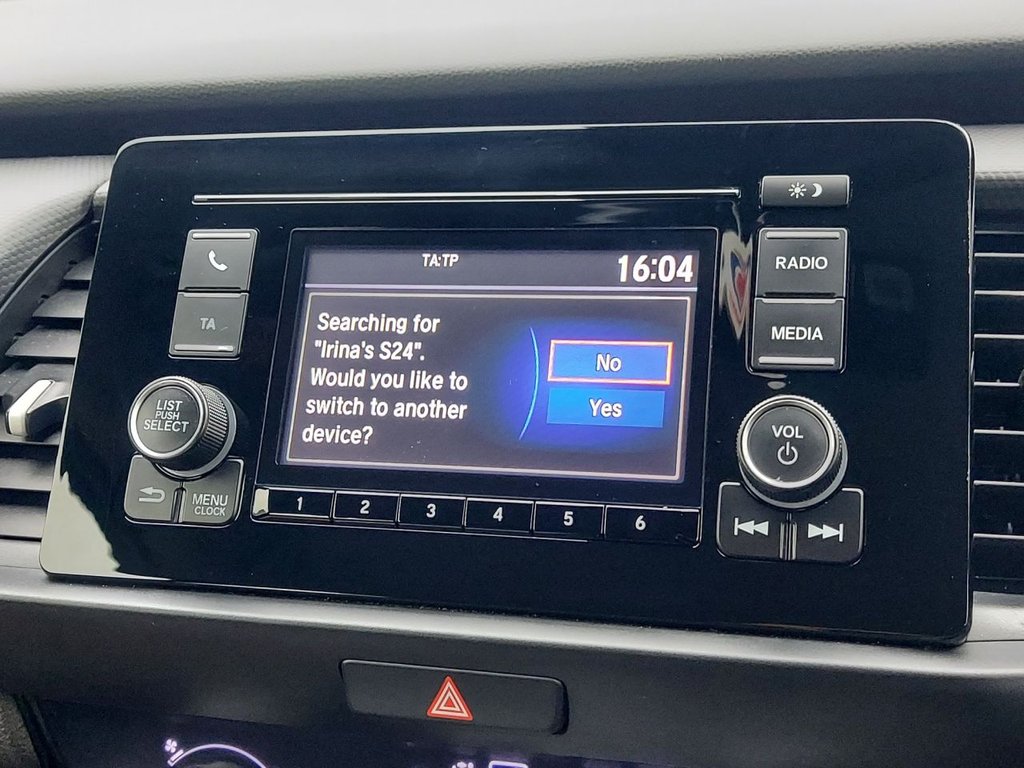 TA:TP
16:04
RADIO
Searching for
"Irina's S24".
Would you like to
switch to another
device?
No
Yes
TA
MEDIA
LIST
PUSH
SELECT
VOL
MENU
CLOCK
1 2 3 4 5 6